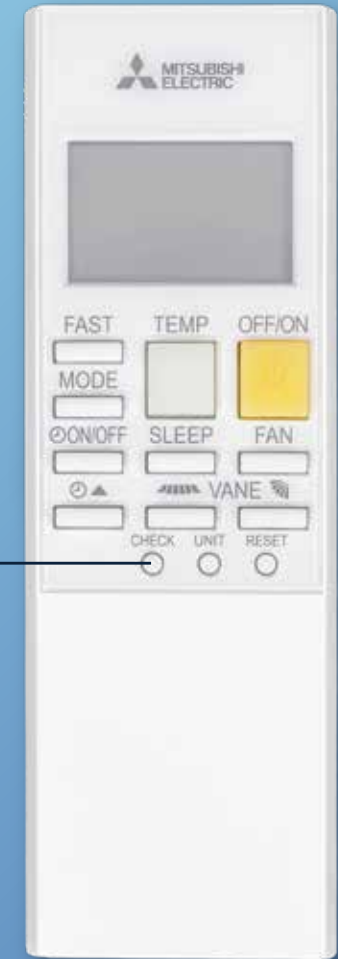 MITSUBISHI
ELECTRIC
FAST TEMP OFF/ON
MODE
ON/OFF SLEEP FAN
VANE
CHECK UNIT RESET